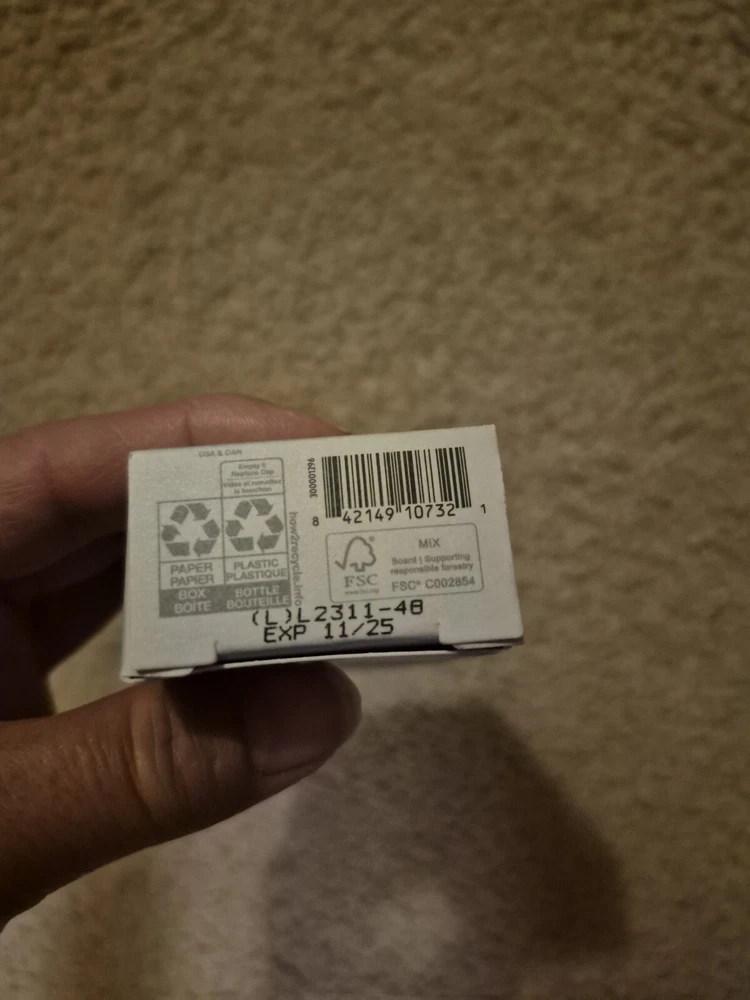 USA & CAN
Empty &
Replace Cap
Videz et remettez
le bouchon
PAPER
PAPIER
PLASTIC
PLASTIQUE
BOX
BOÎTE
BOTTLE
BOUTEILLE
how2recycle.info
300001296
8 42149 10732 1
FSC
www.fsc.org
MIX
Board | Supporting
responsible forestry
FSC® C002854
(L)L2311-48
EXP 11/25